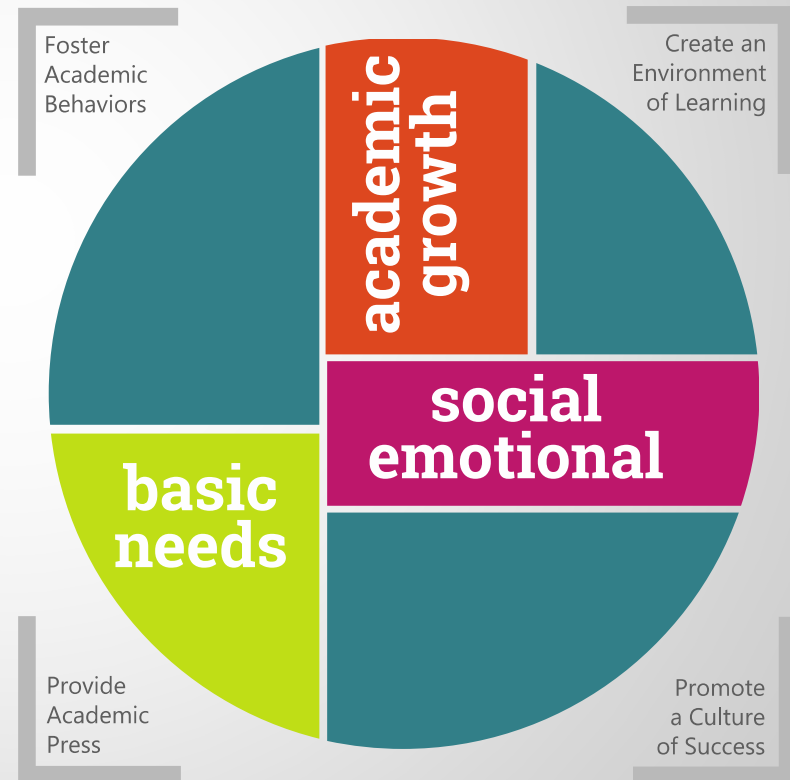 Foster
Academic
Behaviors
Create an
Environment
of Learning
academic
growth
social
emotional
basic
needs
Provide
Academic
Press
Promote
a Culture
of Success